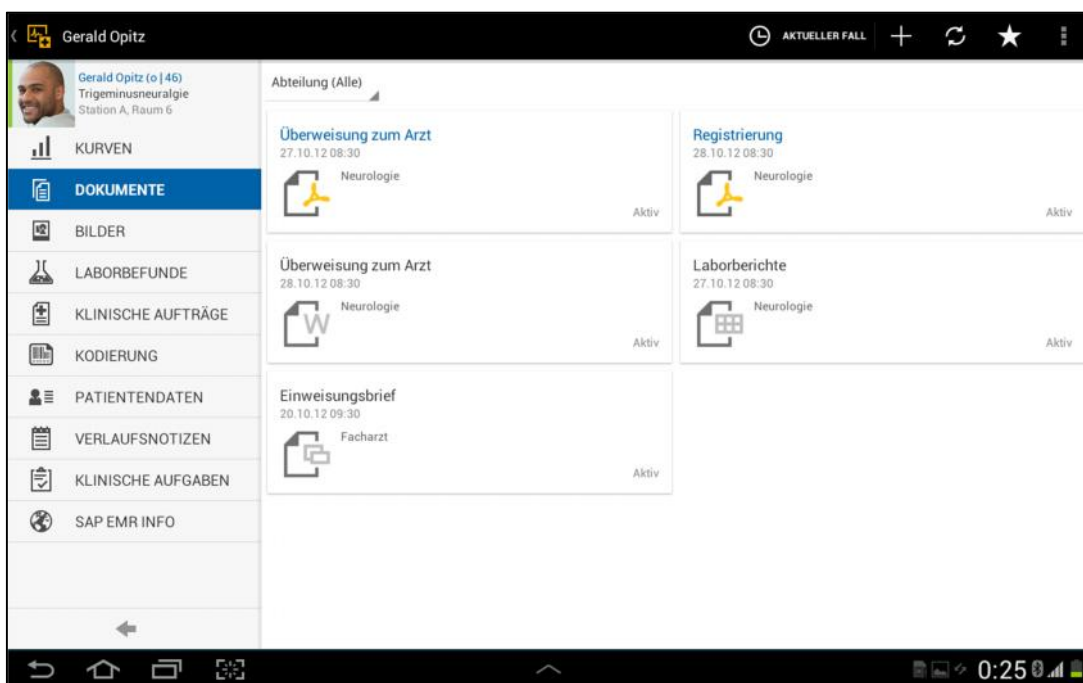 Gerald Opitz
AKTUELLER FALL
Gerald Opitz (o | 46)
Trigeminusneuralgie
Station A, Raum 6
KURVEN
DOKUMENTE
BILDER
LABORBEFUNDE
KLINISCHE AUFTRÄGE
KODIERUNG
PATIENTENDATEN
VERLAUFSNOTIZEN
KLINISCHE AUFGABEN
SAP EMR INFO
Abteilung (Alle)
Überweisung zum Arzt
27.10.12 08:30
Neurologie
Aktiv
Registrierung
28.10.12 08:30
Neurologie
Aktiv
Überweisung zum Arzt
28.10.12 08:30
Neurologie
W
Aktiv
Laborberichte
27.10.12 08:30
Neurologie
Aktiv
Einweisungsbrief
20.10.12 09:30
Facharzt
Aktiv
0:25